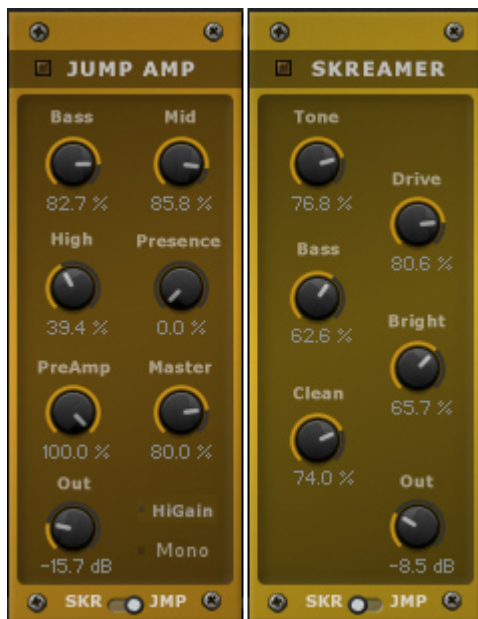 JUMP AMP
Bass Mid
82.7 % 85.8 %
High Presence
39.4 % 0.0 %
PreAmp Master
100.0 % 80.0 %
Out
-15.7 dB
HiGain
Mono
SKR JMP
SKREAMER
Tone
76.8 %
Drive
80.6 %
Bass
62.6 %
Bright
65.7 %
Clean
74.0 %
Out
-8.5 dB
SKR JMP